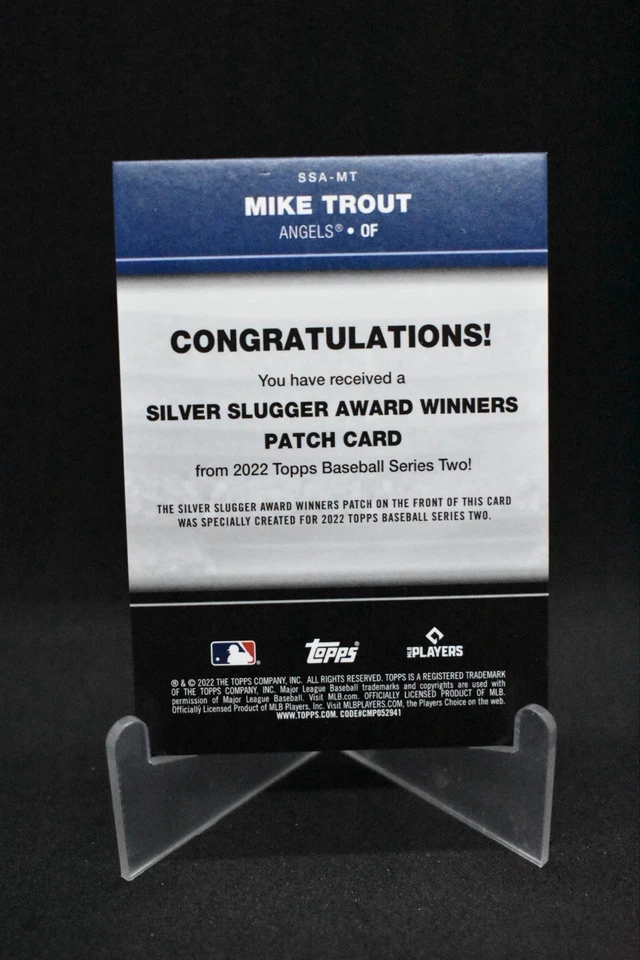 SSA-MT
MIKE TROUT
ANGELS® • OF
CONGRATULATIONS!
You have received a
SILVER SLUGGER AWARD WINNERS
PATCH CARD
from 2022 Topps Baseball Series Two!
THE SILVER SLUGGER AWARD WINNERS PATCH ON THE FRONT OF THIS CARD
WAS SPECIALLY CREATED FOR 2022 TOPPS BASEBALL SERIES TWO.
Topps® MLB PLAYERS
® & © 2022 THE TOPPS COMPANY, INC. ALL RIGHTS RESERVED. TOPPS IS A REGISTERED TRADEMARK
OF THE TOPPS COMPANY, INC. Major League Baseball trademarks and copyrights are used with
permission of Major League Baseball. Visit MLB.com. OFFICIALLY LICENSED PRODUCT OF MLB
Officially Licensed Product of MLB Players, Inc. Visit MLBPLAYERS.COM, the Players Choice on the web.
WWW.TOPPS.COM. CODE#CMP052941